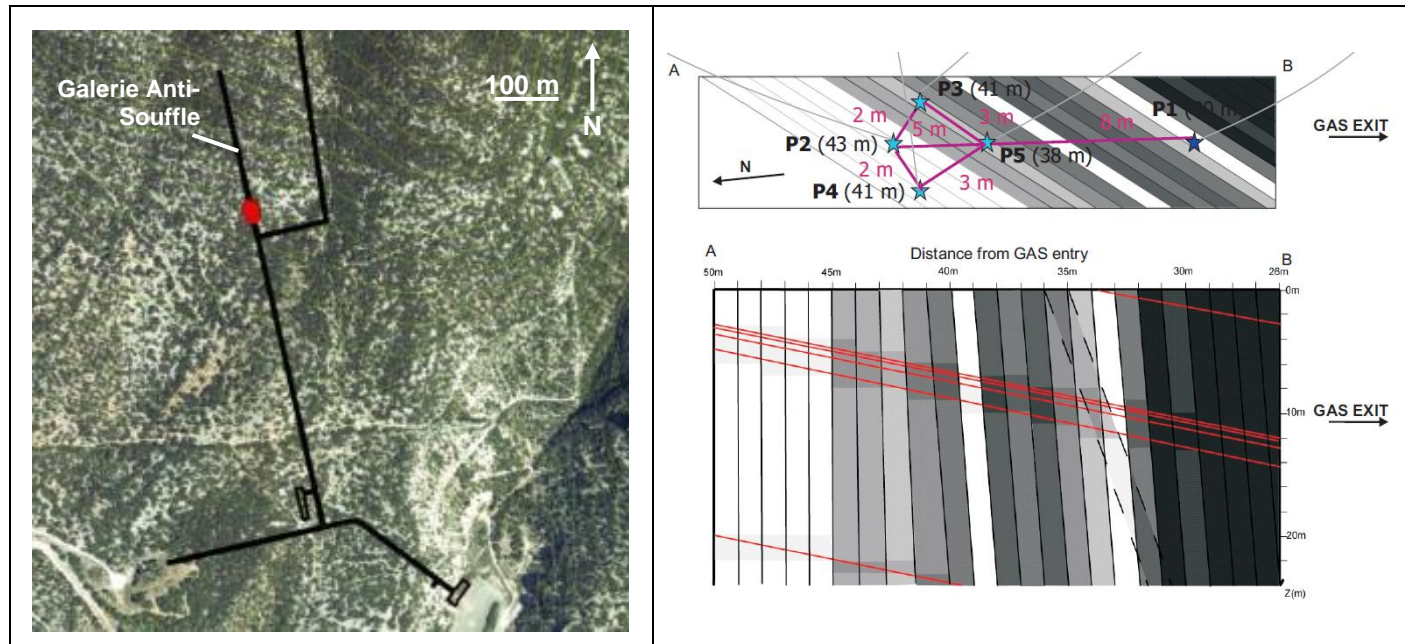 Galerie Anti-
Souffle
100 m
N
A
B
P3 (41 m)
P1
2 m
3 m
8 m
5 m
P2 (43 m)
P5 (38 m)
2 m
3 m
P4 (41 m)
N
GAS EXIT
A
Distance from GAS entry
B
50m
45m
40m
35m
30m
26m
0m
10m
GAS EXIT
20m
Z(m)